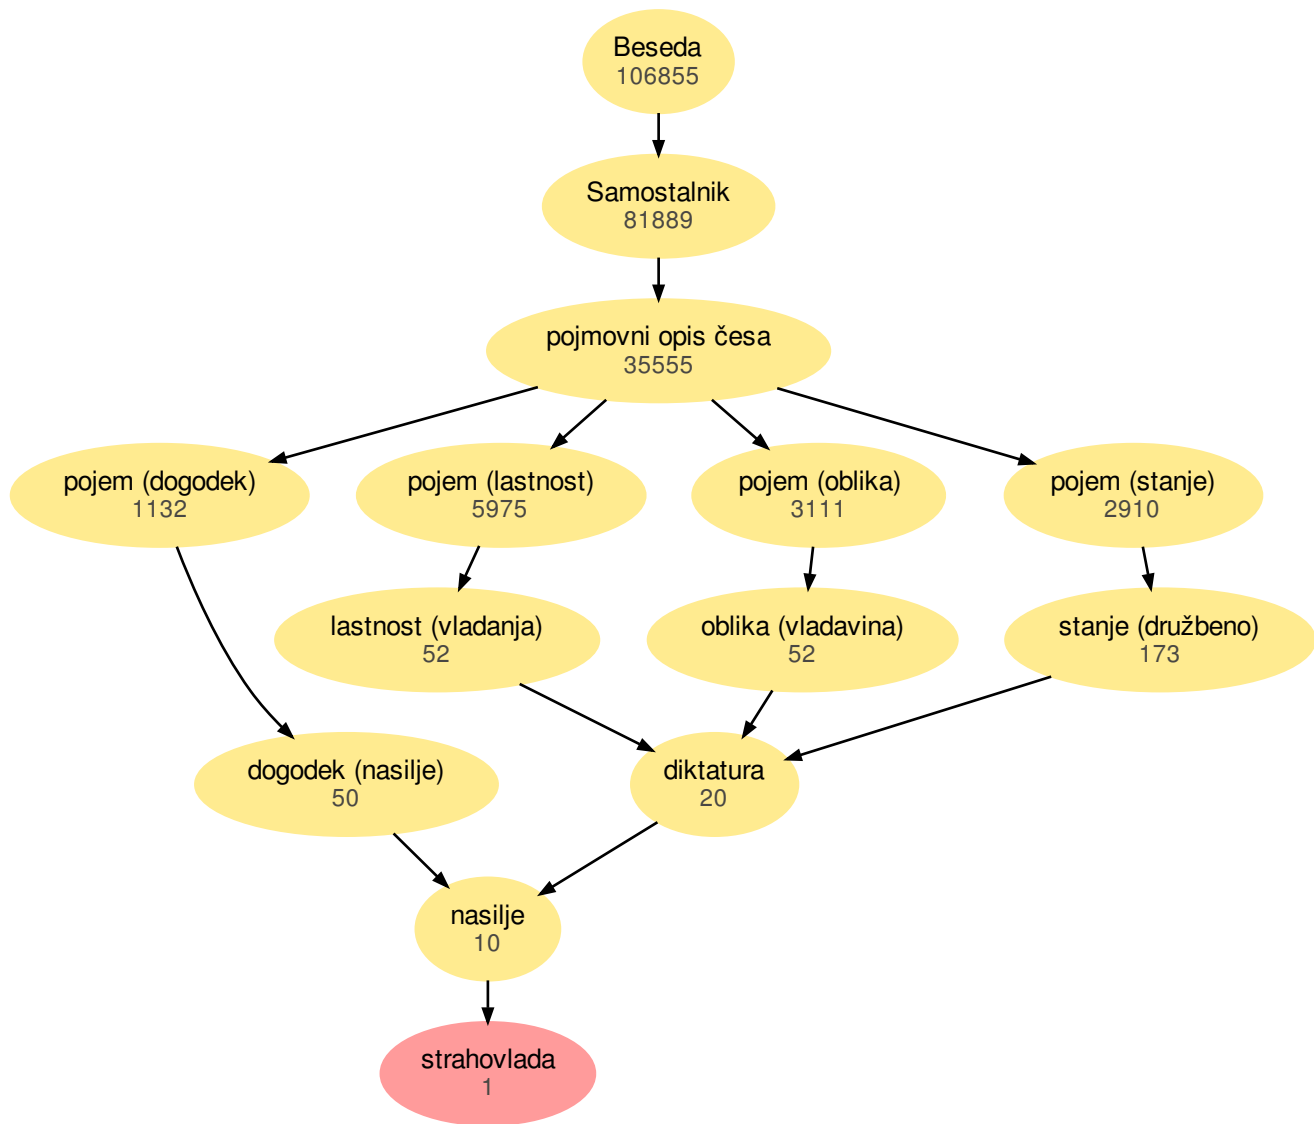 Beseda
106855
Samostalnik
81889
pojmovni opis česa
35555
pojem (dogodek)
1132
pojem (lastnost)
5975
pojem (oblika)
3111
pojem (stanje)
2910
lastnost (vladanja)
52
oblika (vladavina)
52
stanje (družbeno)
173
dogodek (nasilje)
50
diktatura
20
nasilje
10
strahovlada
1